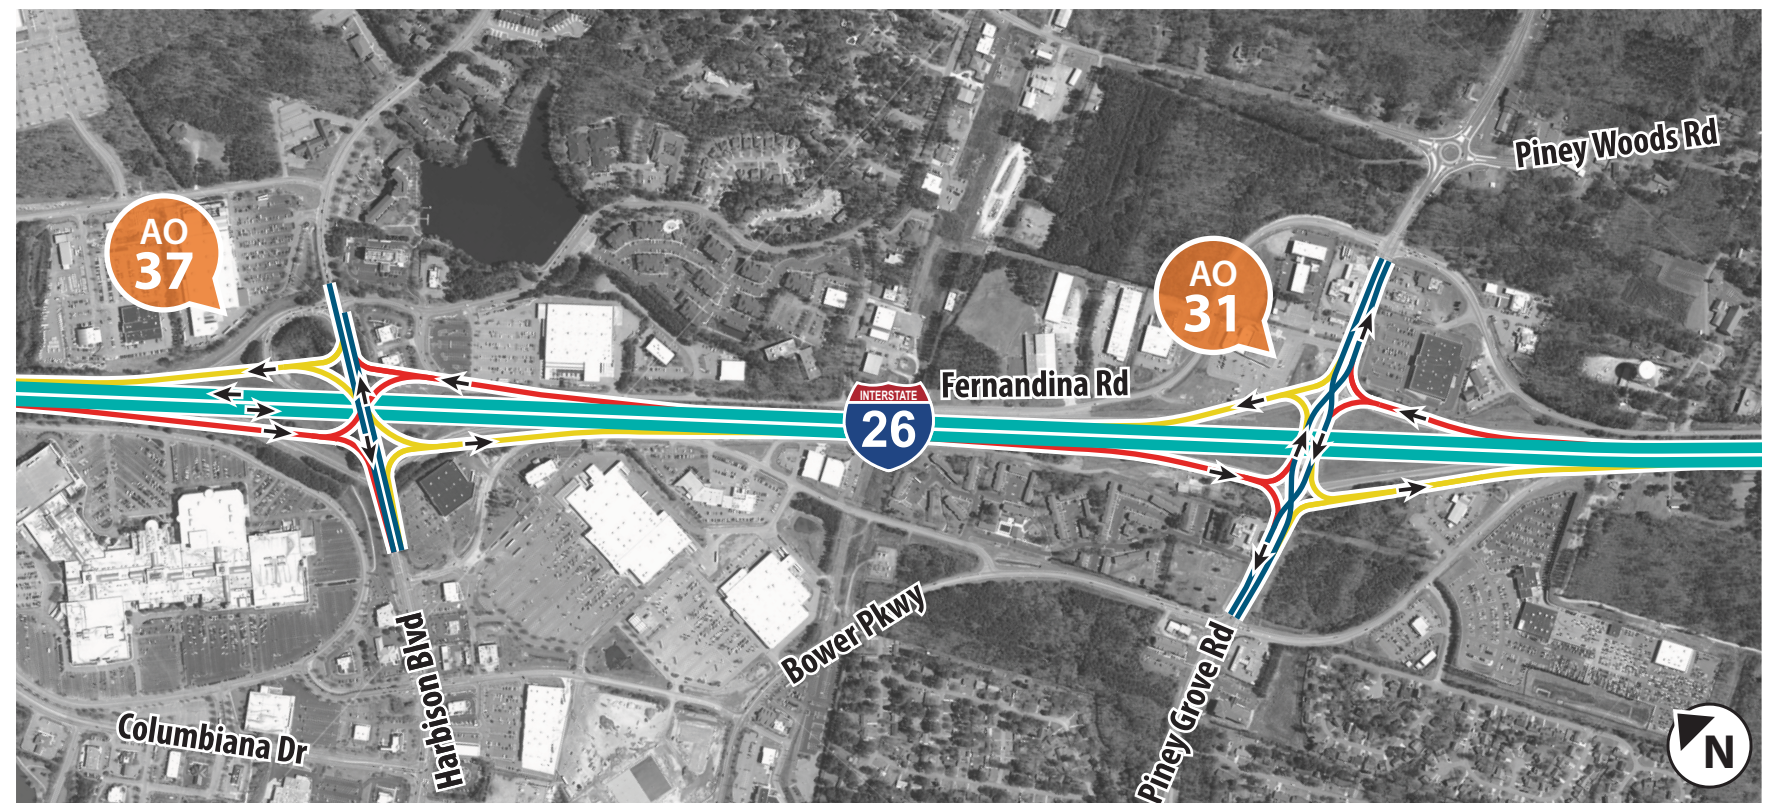 Piney Woods Rd
AO
37
AO
31
INTERSTATE
26
Fernandina Rd
Bower Pkwy
Harbison Blvd
Piney Grove Rd
Columbiana Dr
N